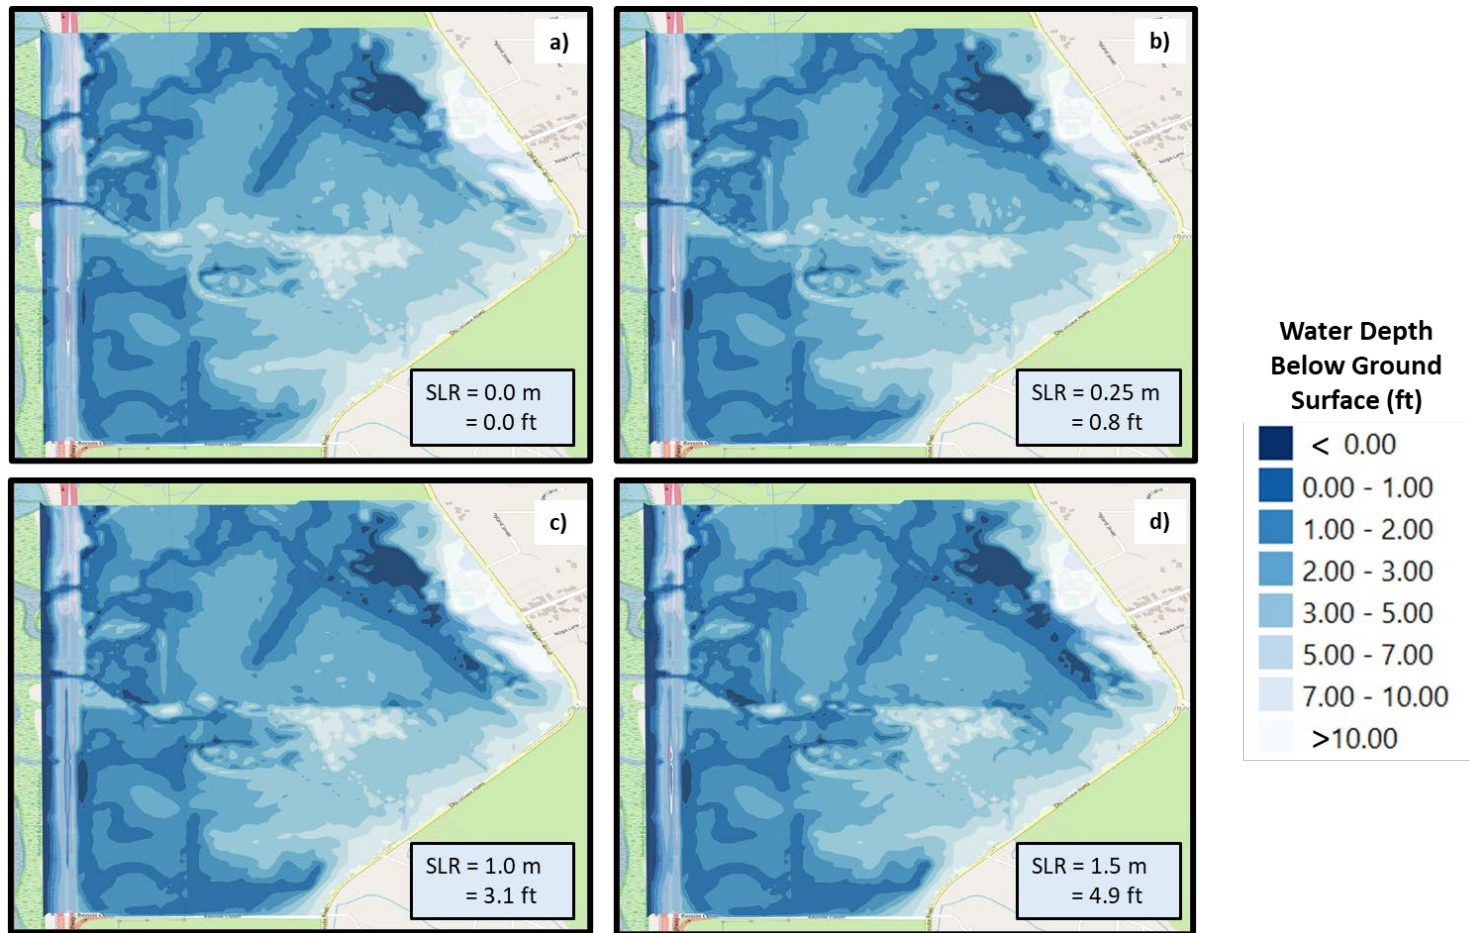 a)
SLR = 0.0 m
= 0.0 ft
b)
SLR = 0.25 m
= 0.8 ft
c)
SLR = 1.0 m
= 3.1 ft
d)
SLR = 1.5 m
= 4.9 ft
Water Depth
Below Ground
Surface (ft)
< 0.00
0.00 - 1.00
1.00 - 2.00
2.00 - 3.00
3.00 - 5.00
5.00 - 7.00
7.00 - 10.00
>10.00